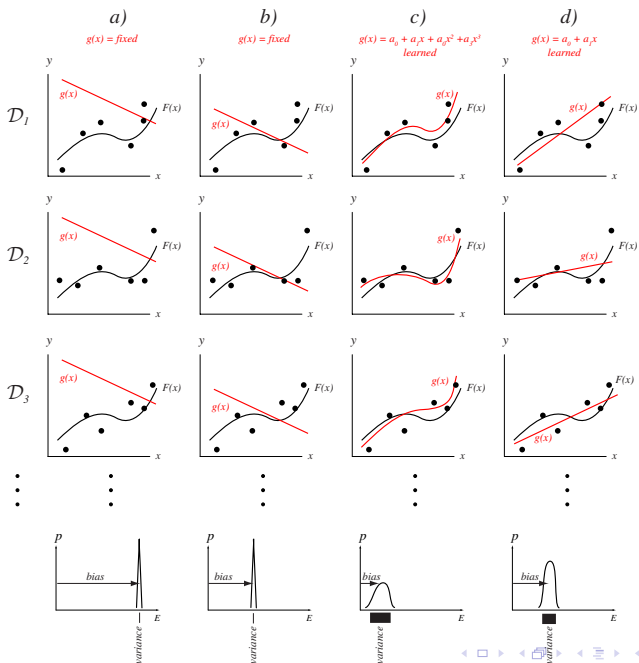 a) b) c) d)
g(x) = fixed g(x) = fixed g(x) = a₀ + a₁x + a₀x² +a₃x³ g(x) = a₀ + a₁x
learned learned
y y y y
D₁ g(x) F(x) g(x) F(x) g(x) F(x) g(x) F(x)
x x x x
y y y y
D₂ g(x) F(x) g(x) F(x) g(x) F(x) g(x) F(x)
x x x x
y y y y
D₃ g(x) F(x) g(x) F(x) g(x) F(x) g(x) F(x)
x x x x
p p p p
bias bias bias bias
E E E E
variance variance variance variance